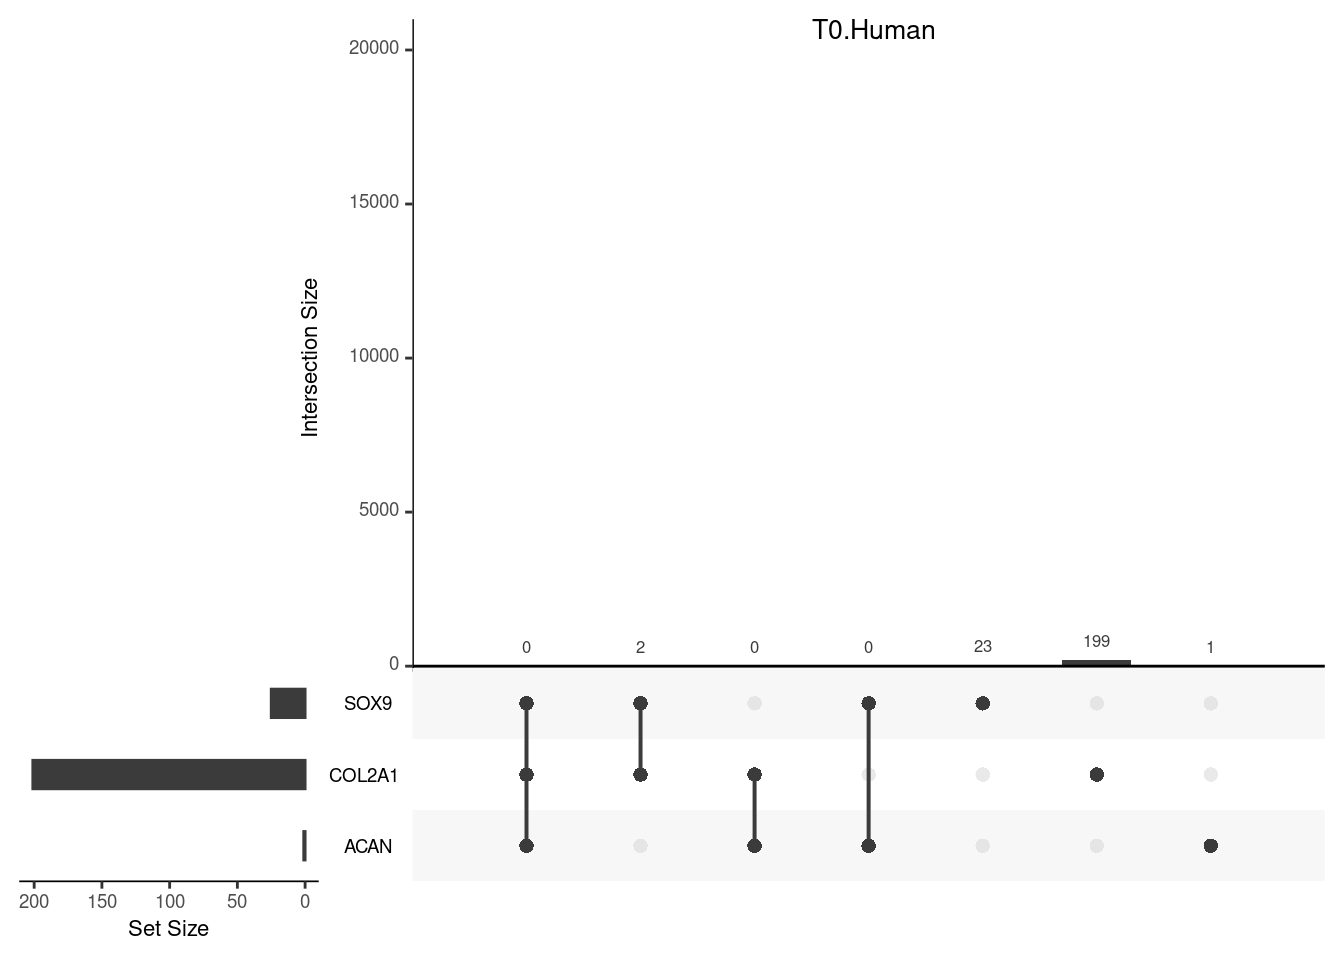 T0.Human
20000
15000
10000
5000
0
Intersection Size
0 2 0 0 23 199 1
SOX9
COL2A1
ACAN
200 150 100 50 0
Set Size